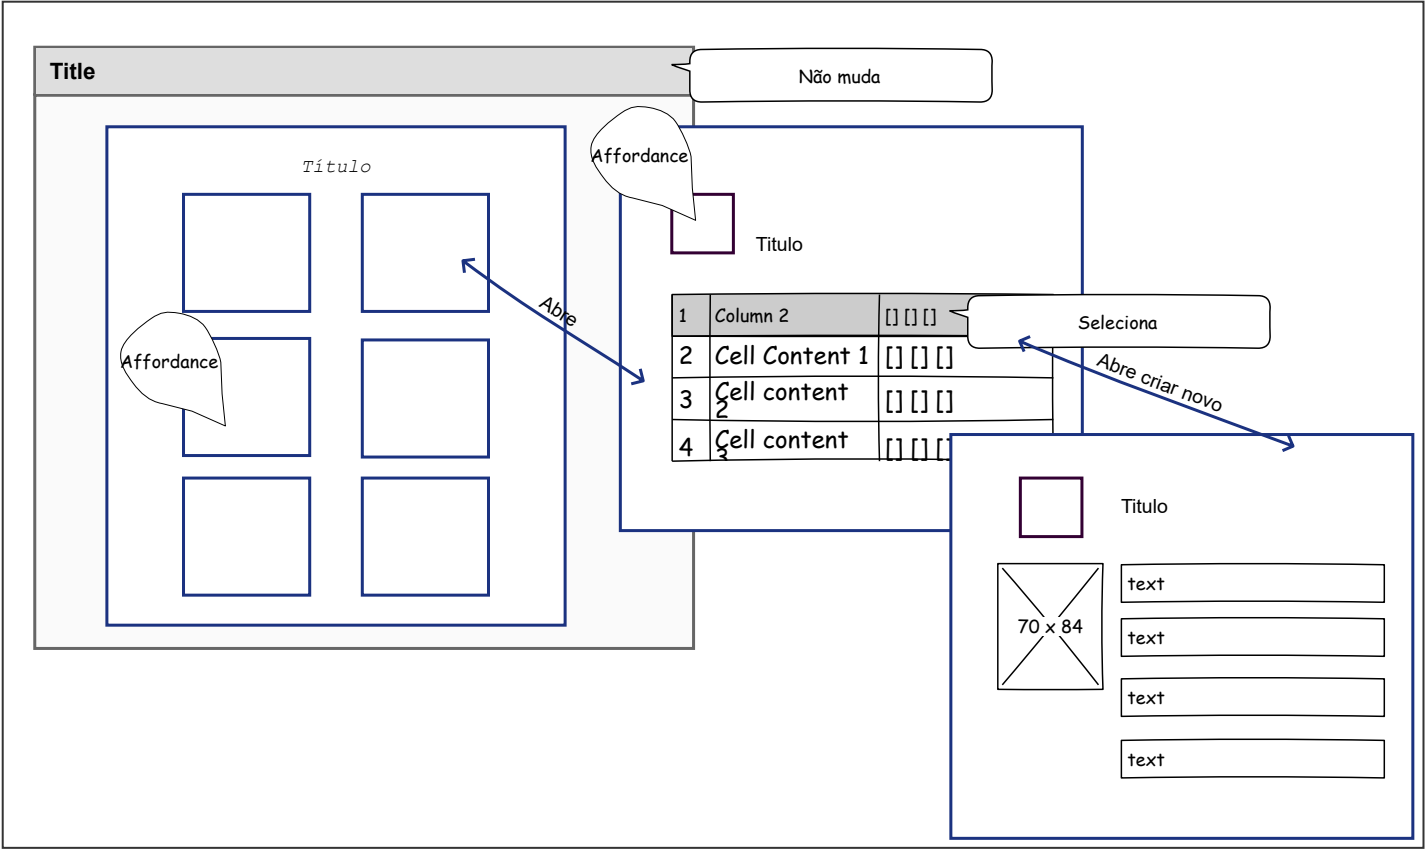 Title
Não muda
Título
Affordance
Affordance
Abre
Titulo
1 Column 2 [] [] []
Seleciona
2 Cell Content 1 [] [] []
3 Cell content
2 [] [] []
4 Cell content
3 [] [] []
Abre criar novo
Titulo
70 x 84
text
text
text
text